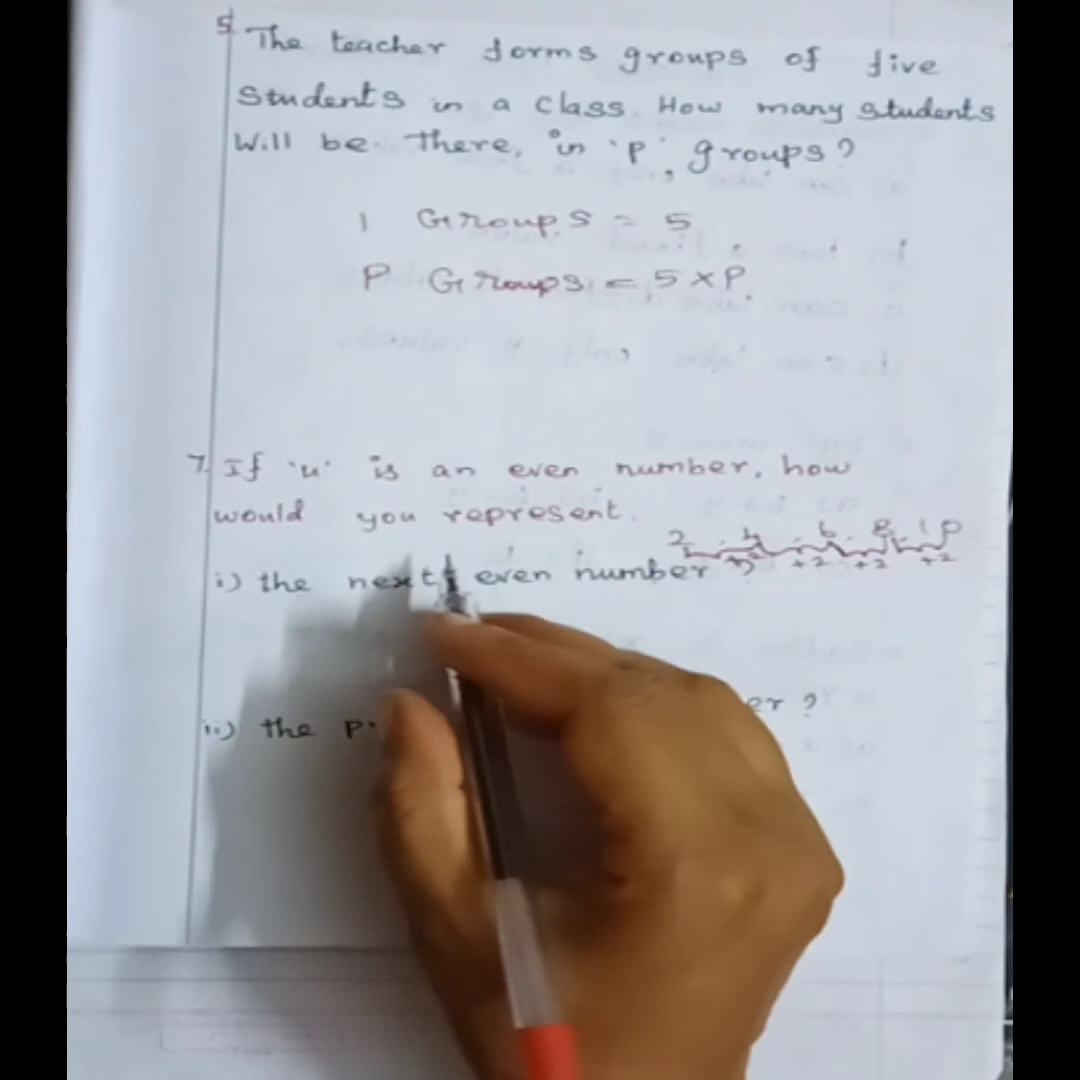 5 The teacher forms groups of five
Students in a class. How many students
Will be there, in 'P', groups?
1 Groups = 5
P Groups = 5 x P.
7. If 'u' is an even number, how
would you represent.
2 4 6 8 10
i) the next even number +2 +2 +2 +2
ii) the P er ?